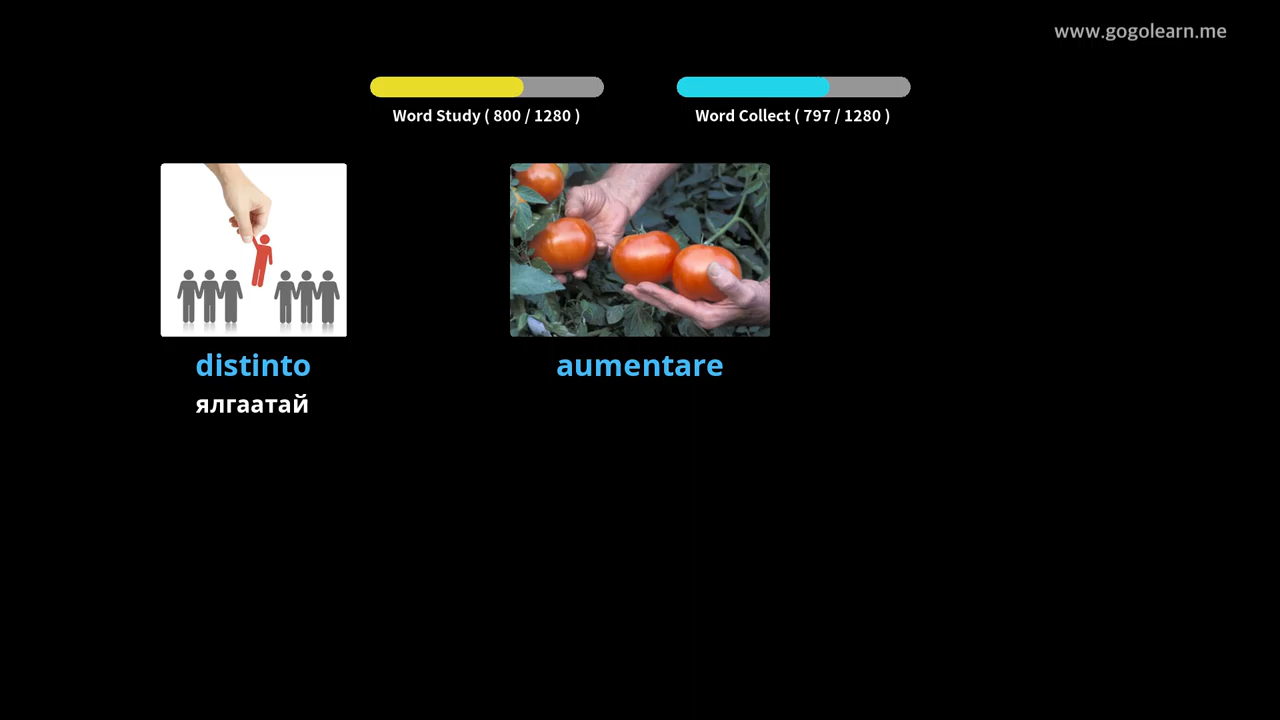 www.gogolearn.me
Word Study ( 800 / 1280 )
Word Collect ( 797 / 1280 )
distinto
aumentare
ялгаатай